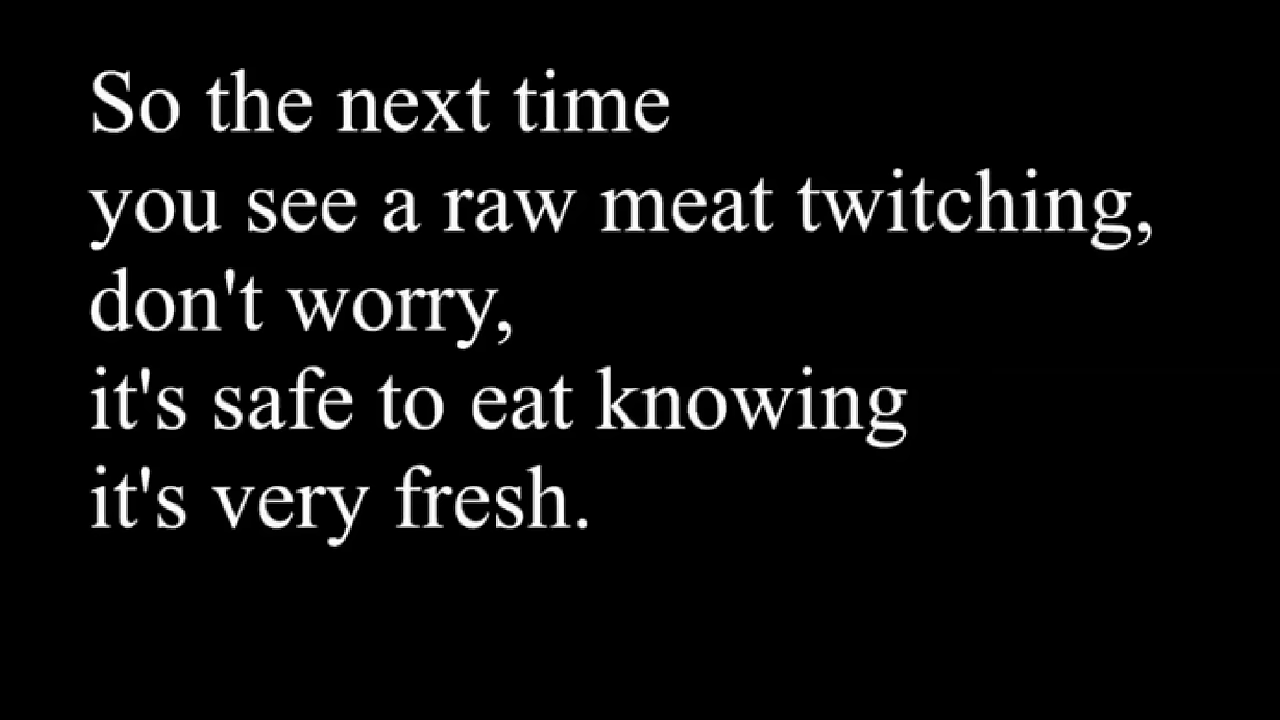 So the next time
you see a raw meat twitching,
don't worry,
it's safe to eat knowing
it's very fresh.